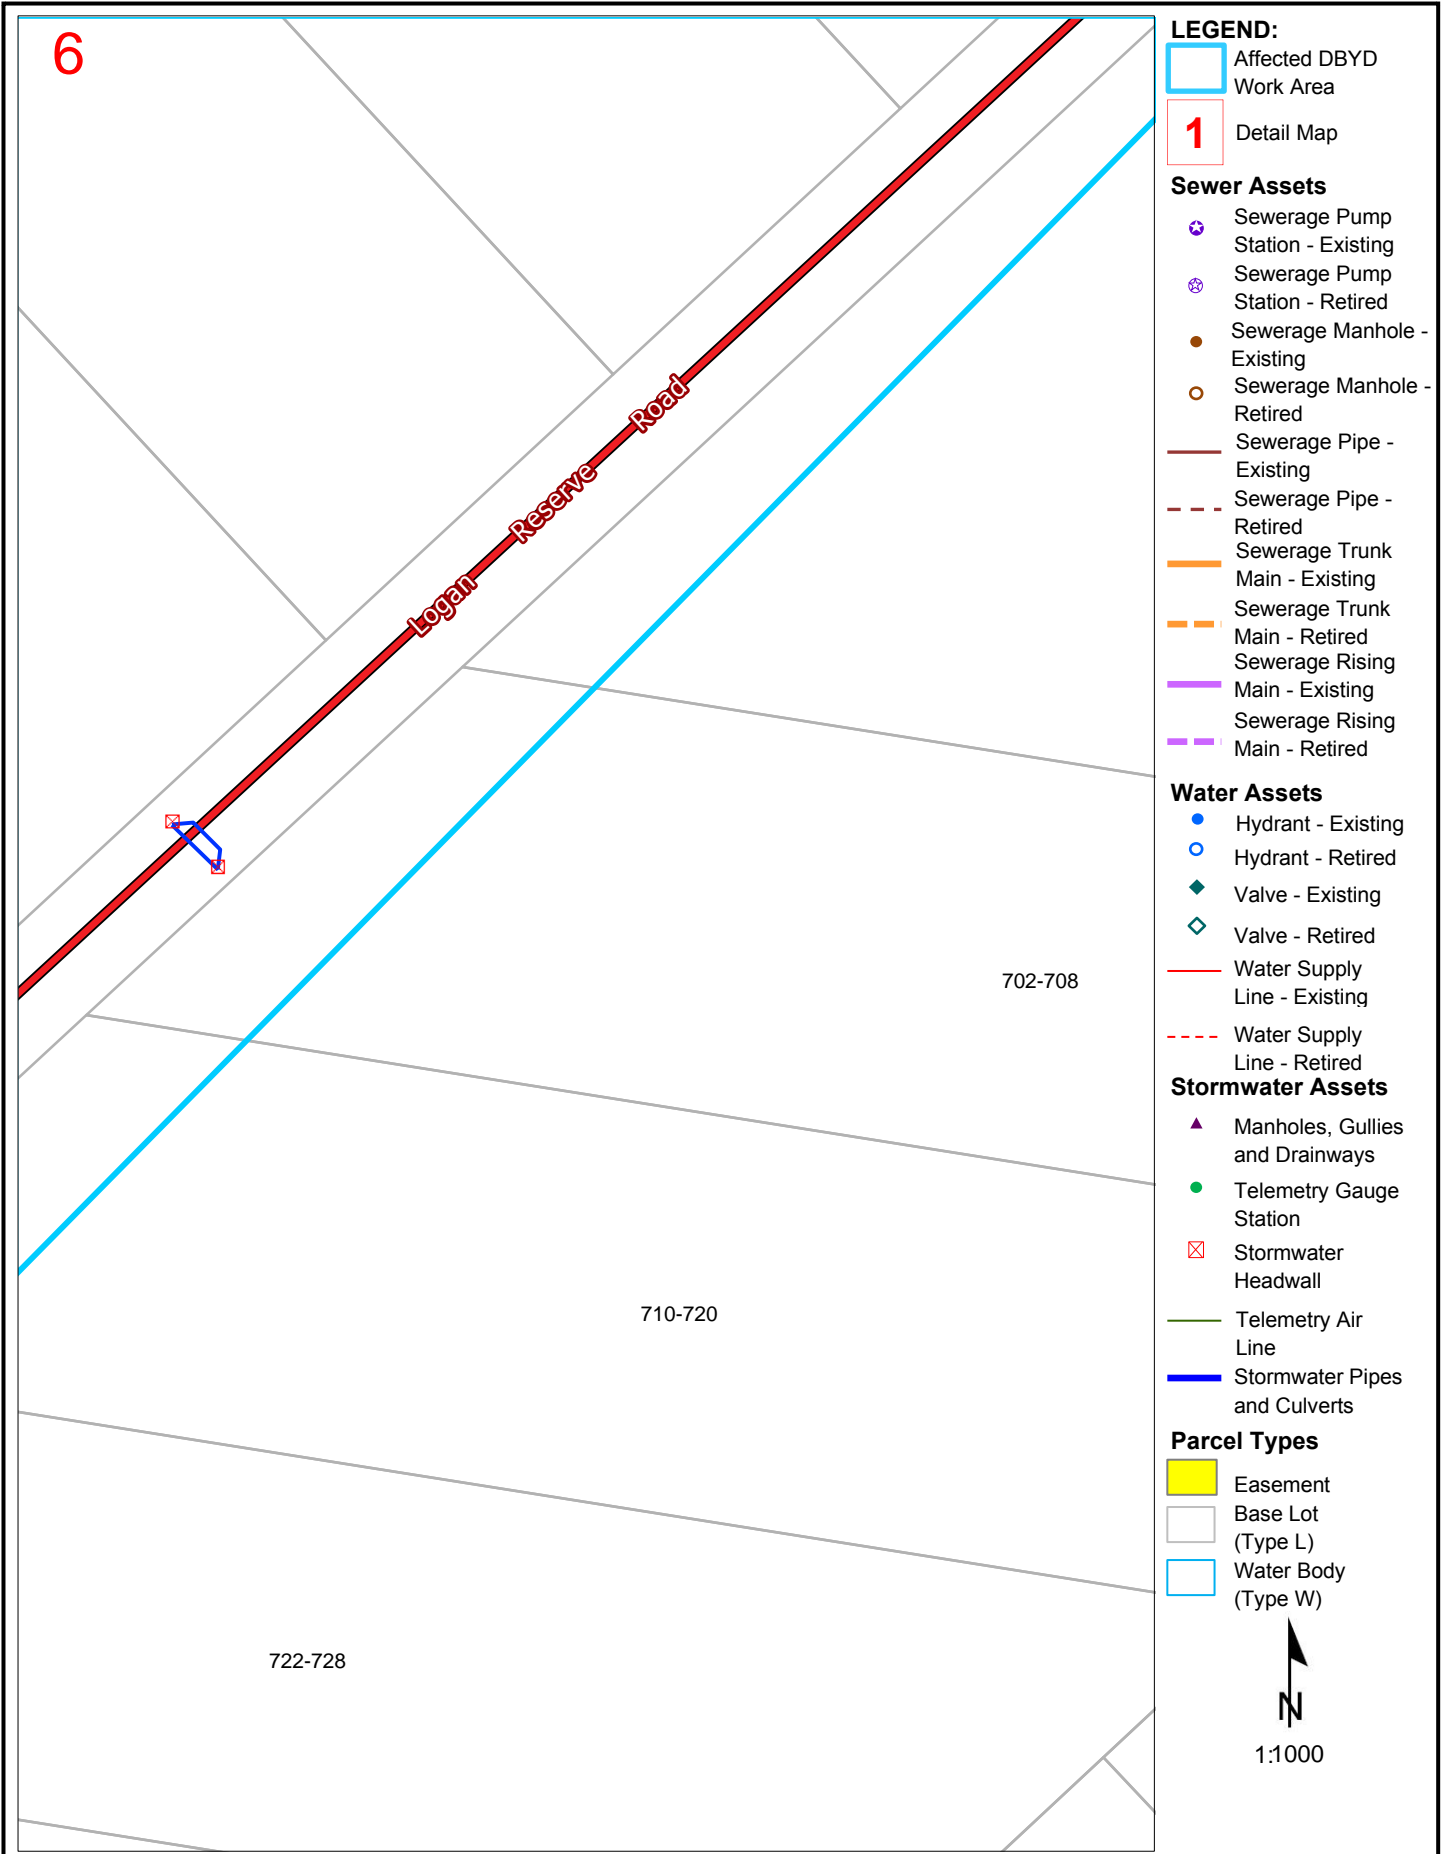 6
Logan Reserve Road
702-708
710-720
722-728
LEGEND:
Affected DBYD
Work Area
1
Detail Map
Sewer Assets
Sewerage Pump
Station - Existing
Sewerage Pump
Station - Retired
Sewerage Manhole -
Existing
Sewerage Manhole -
Retired
Sewerage Pipe -
Existing
Sewerage Pipe -
Retired
Sewerage Trunk
Main - Existing
Sewerage Trunk
Main - Retired
Sewerage Rising
Main - Existing
Sewerage Rising
Main - Retired
Water Assets
Hydrant - Existing
Hydrant - Retired
Valve - Existing
Valve - Retired
Water Supply
Line - Existing
Water Supply
Line - Retired
Stormwater Assets
Manholes, Gullies
and Drainways
Telemetry Gauge
Station
Stormwater
Headwall
Telemetry Air
Line
Stormwater Pipes
and Culverts
Parcel Types
Easement
Base Lot
(Type L)
Water Body
(Type W)
N
1:1000